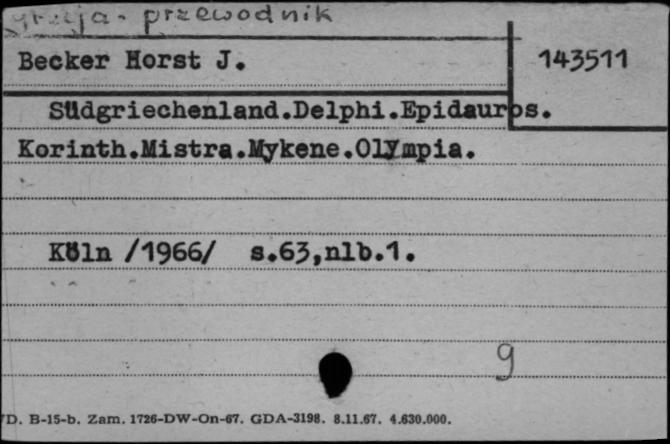 grecja - przewodnik
Becker Horst J.
143511
Südgriechenland.Delphi.Epidauros.
Korinth.Mistra.Mykene.Olympia.
Köln /1966/ s.63,nlb.1.
g
D. B-15-b. Zam. 1726-DW-On-67. GDA-3198. 8.11.67. 4.630.000.